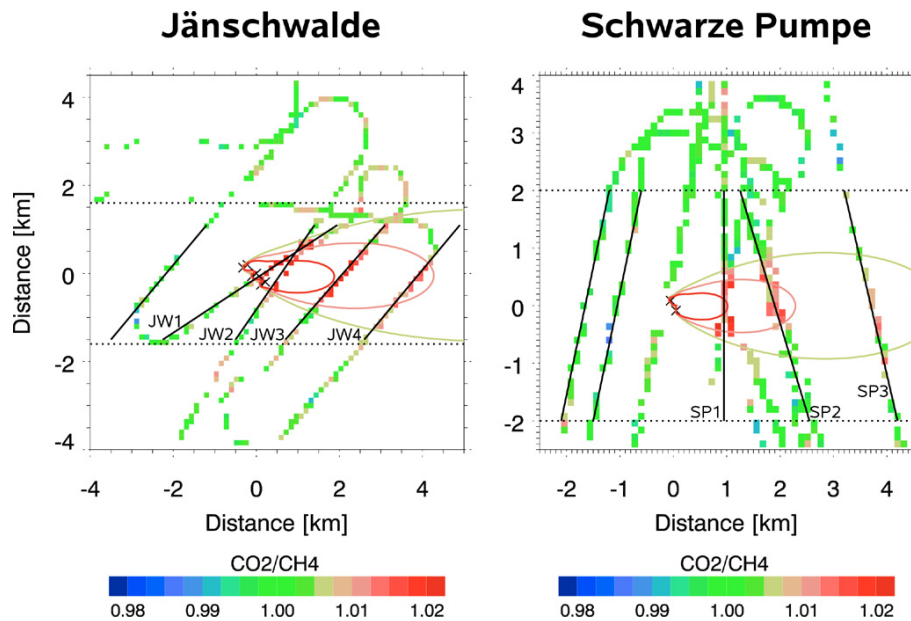 Jänschwalde
Schwarze Pumpe
Distance [km]
4
2
0
-2
-4
JW1
JW2
JW3
JW4
-4
-2
0
2
4
Distance [km]
CO2/CH4
0.98
0.99
1.00
1.01
1.02
Distance [km]
4
3
2
1
0
-1
-2
SP1
SP2
SP3
-2
-1
0
1
2
3
4
Distance [km]
CO2/CH4
0.98
0.99
1.00
1.01
1.02